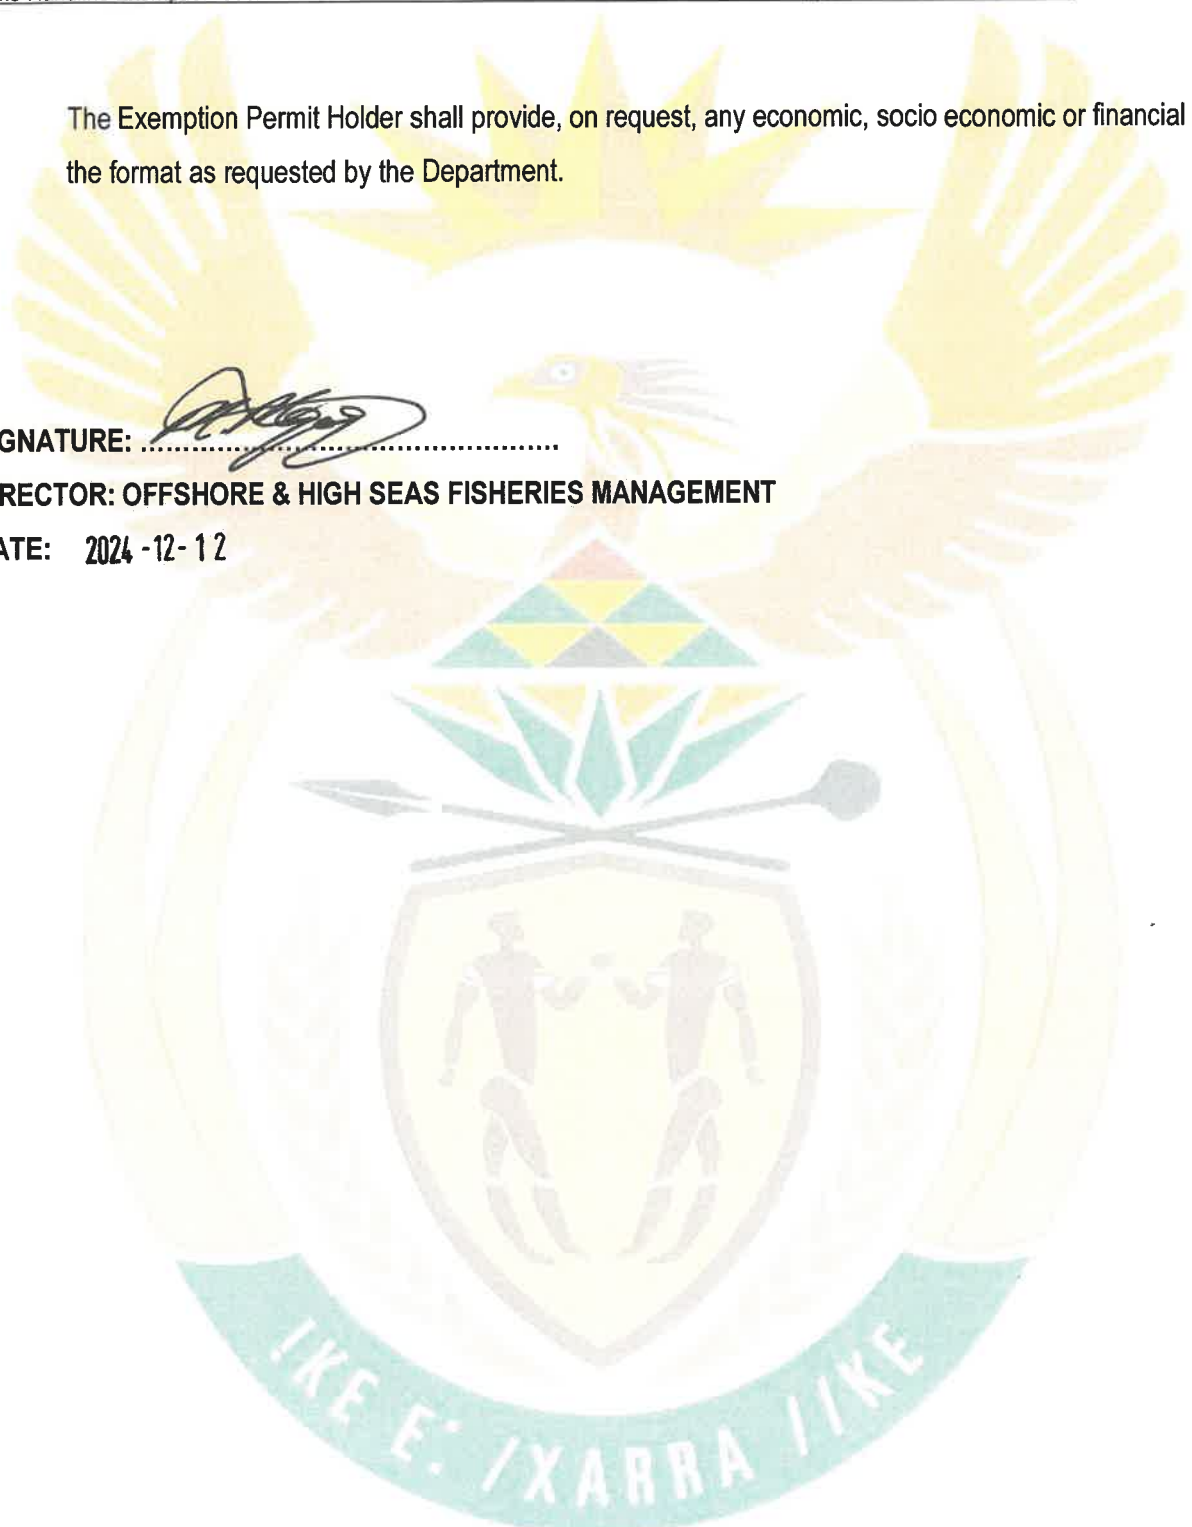 The Exemption Permit Holder shall provide, on request, any economic, socio economic or financial
the format as requested by the Department.
GNATURE: ..................................................
RECTOR: OFFSHORE & HIGH SEAS FISHERIES MANAGEMENT
ATE: 2024 -12- 12
!KE E: /XARRA //KE